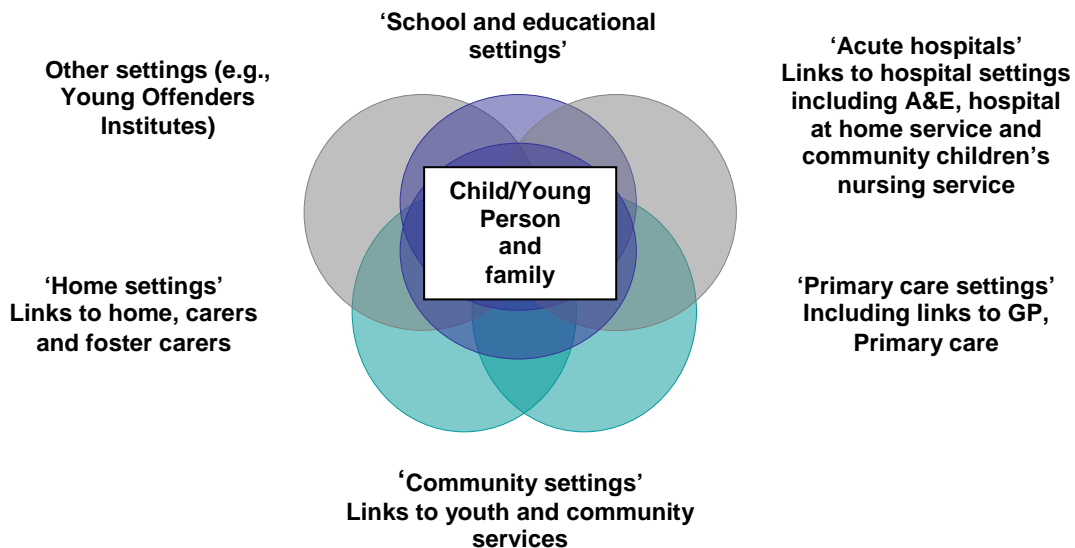 ‘School and educational
settings’
Other settings (e.g.,
Young Offenders
Institutes)
‘Acute hospitals’
Links to hospital settings
including A&E, hospital
at home service and
community children’s
nursing service
Child/Young
Person
and
family
‘Home settings’
Links to home, carers
and foster carers
‘Primary care settings’
Including links to GP,
Primary care
‘Community settings’
Links to youth and community
services